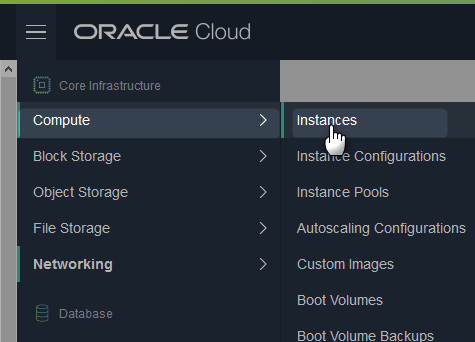 ORACLE Cloud
Core Infrastructure
Compute
Block Storage
Object Storage
File Storage
Networking
Database
Instances
Instance Configurations
Instance Pools
Autoscaling Configurations
Custom Images
Boot Volumes
Boot Volume Backups